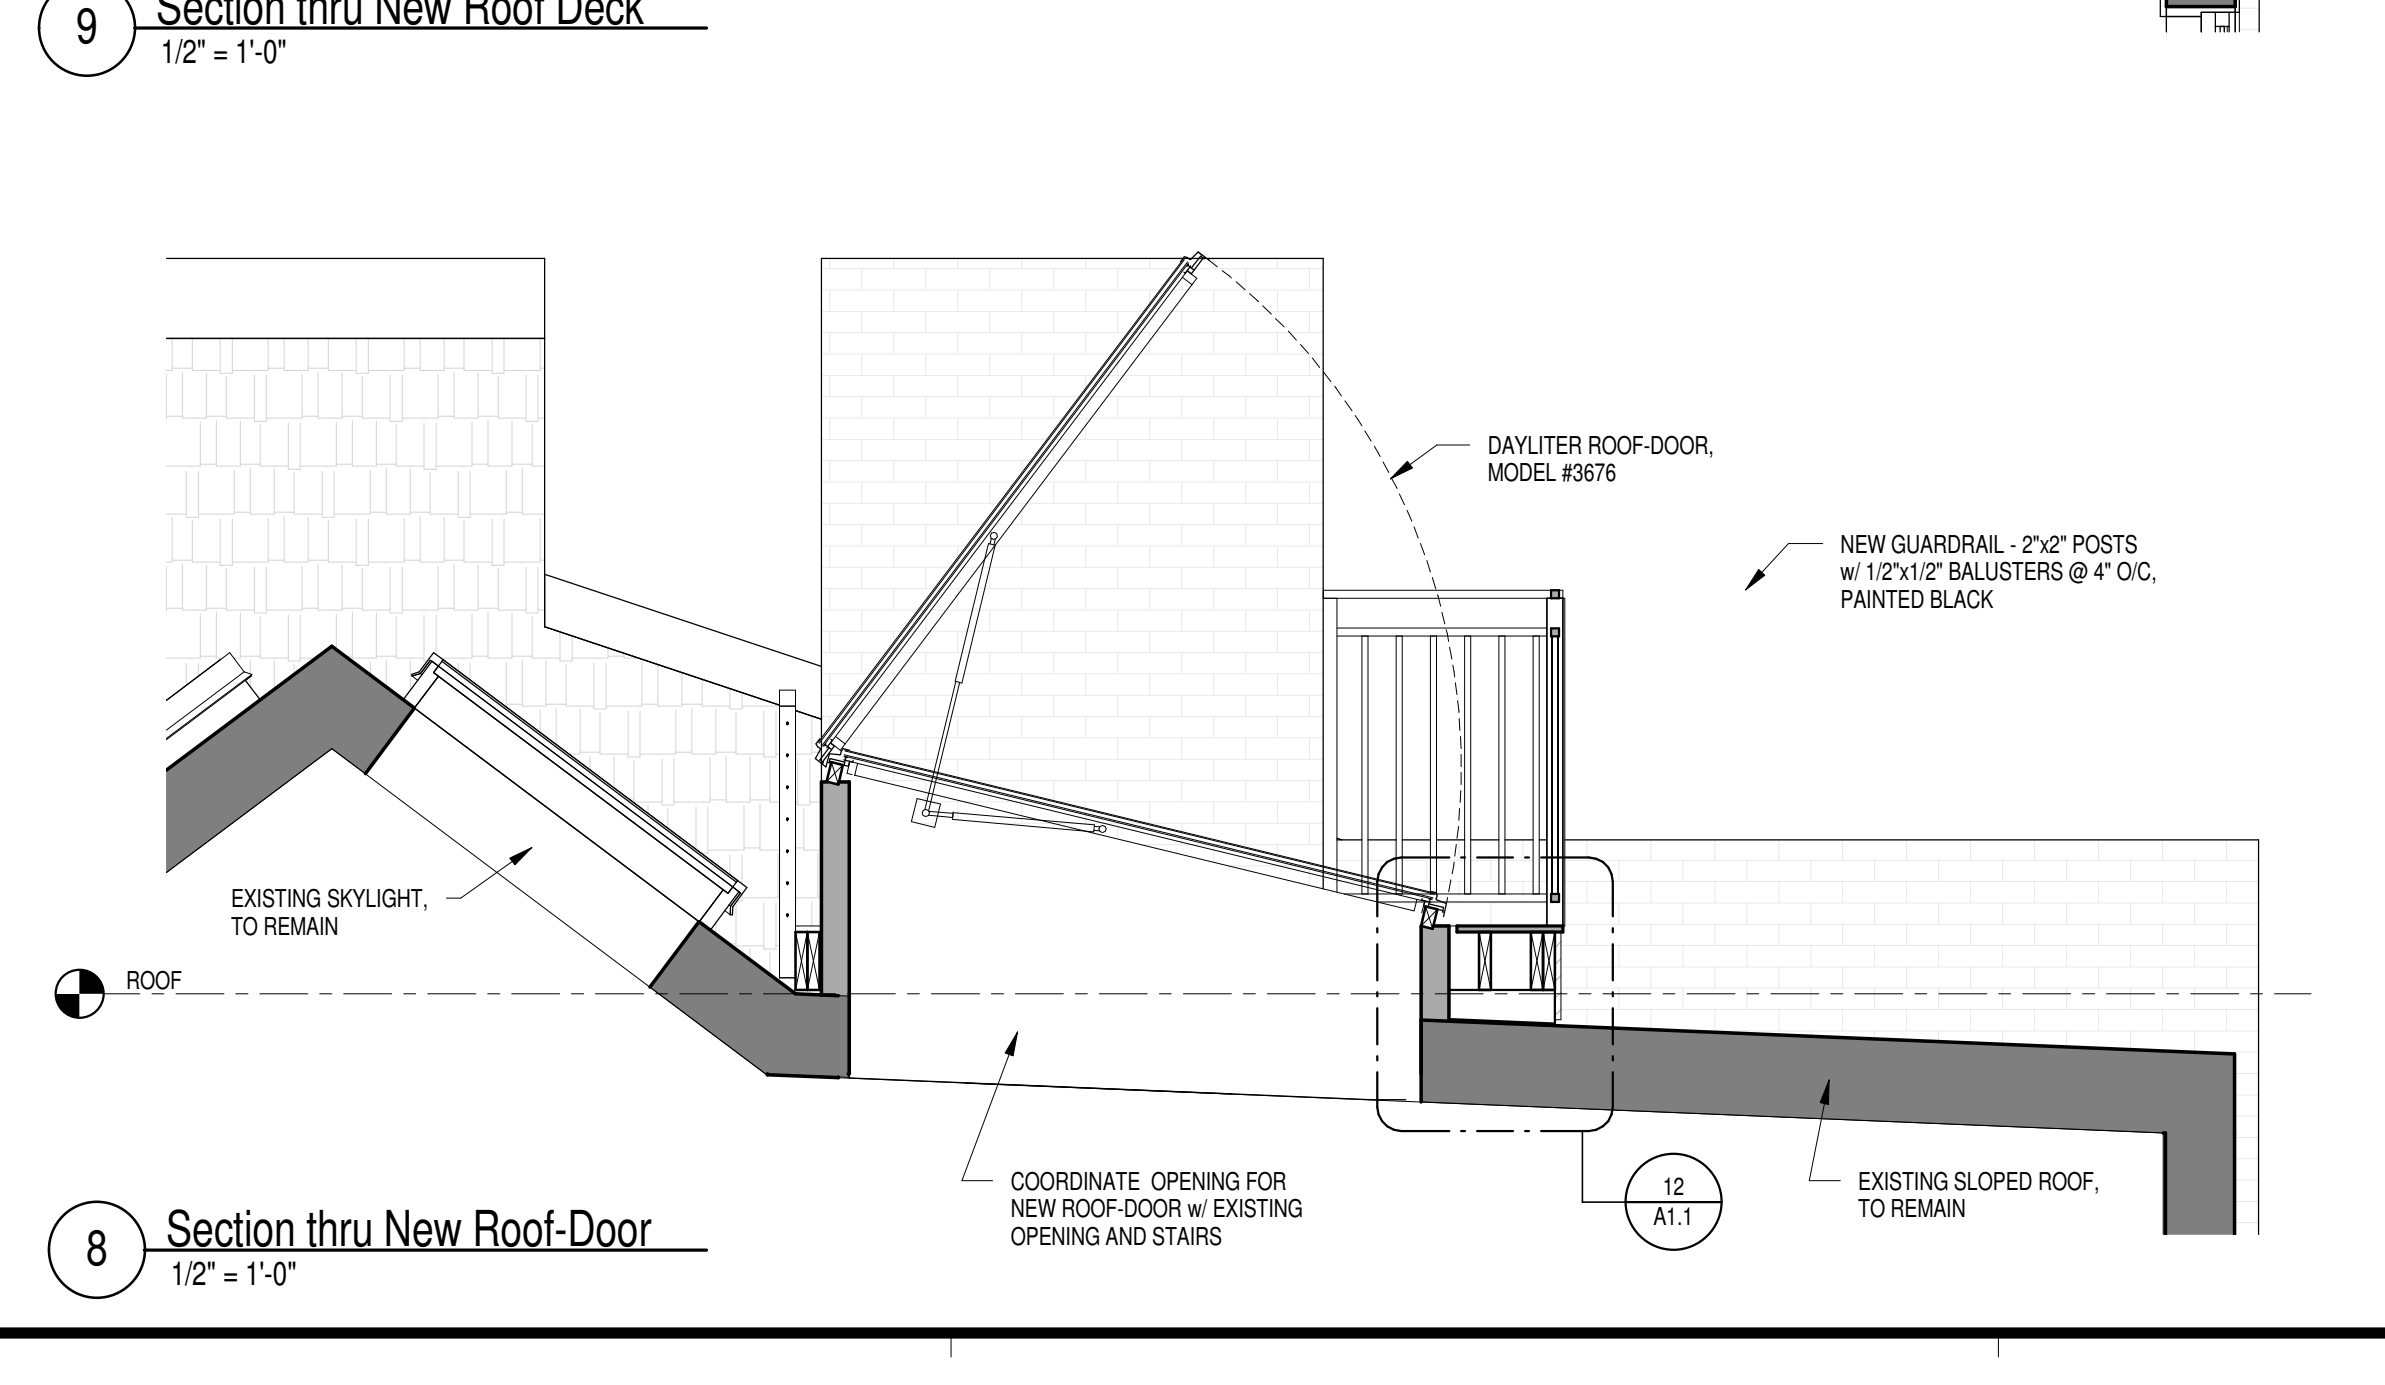 9
Section thru New Roof Deck
1/2" = 1'-0"
DAYLITER ROOF-DOOR,
MODEL #3676
NEW GUARDRAIL - 2"x2" POSTS
w/ 1/2"x1/2" BALUSTERS @ 4" O/C,
PAINTED BLACK
EXISTING SKYLIGHT,
TO REMAIN
ROOF
COORDINATE  OPENING FOR
NEW ROOF-DOOR w/ EXISTING
OPENING AND STAIRS
12
A1.1
EXISTING SLOPED ROOF,
TO REMAIN
8
Section thru New Roof-Door
1/2" = 1'-0"